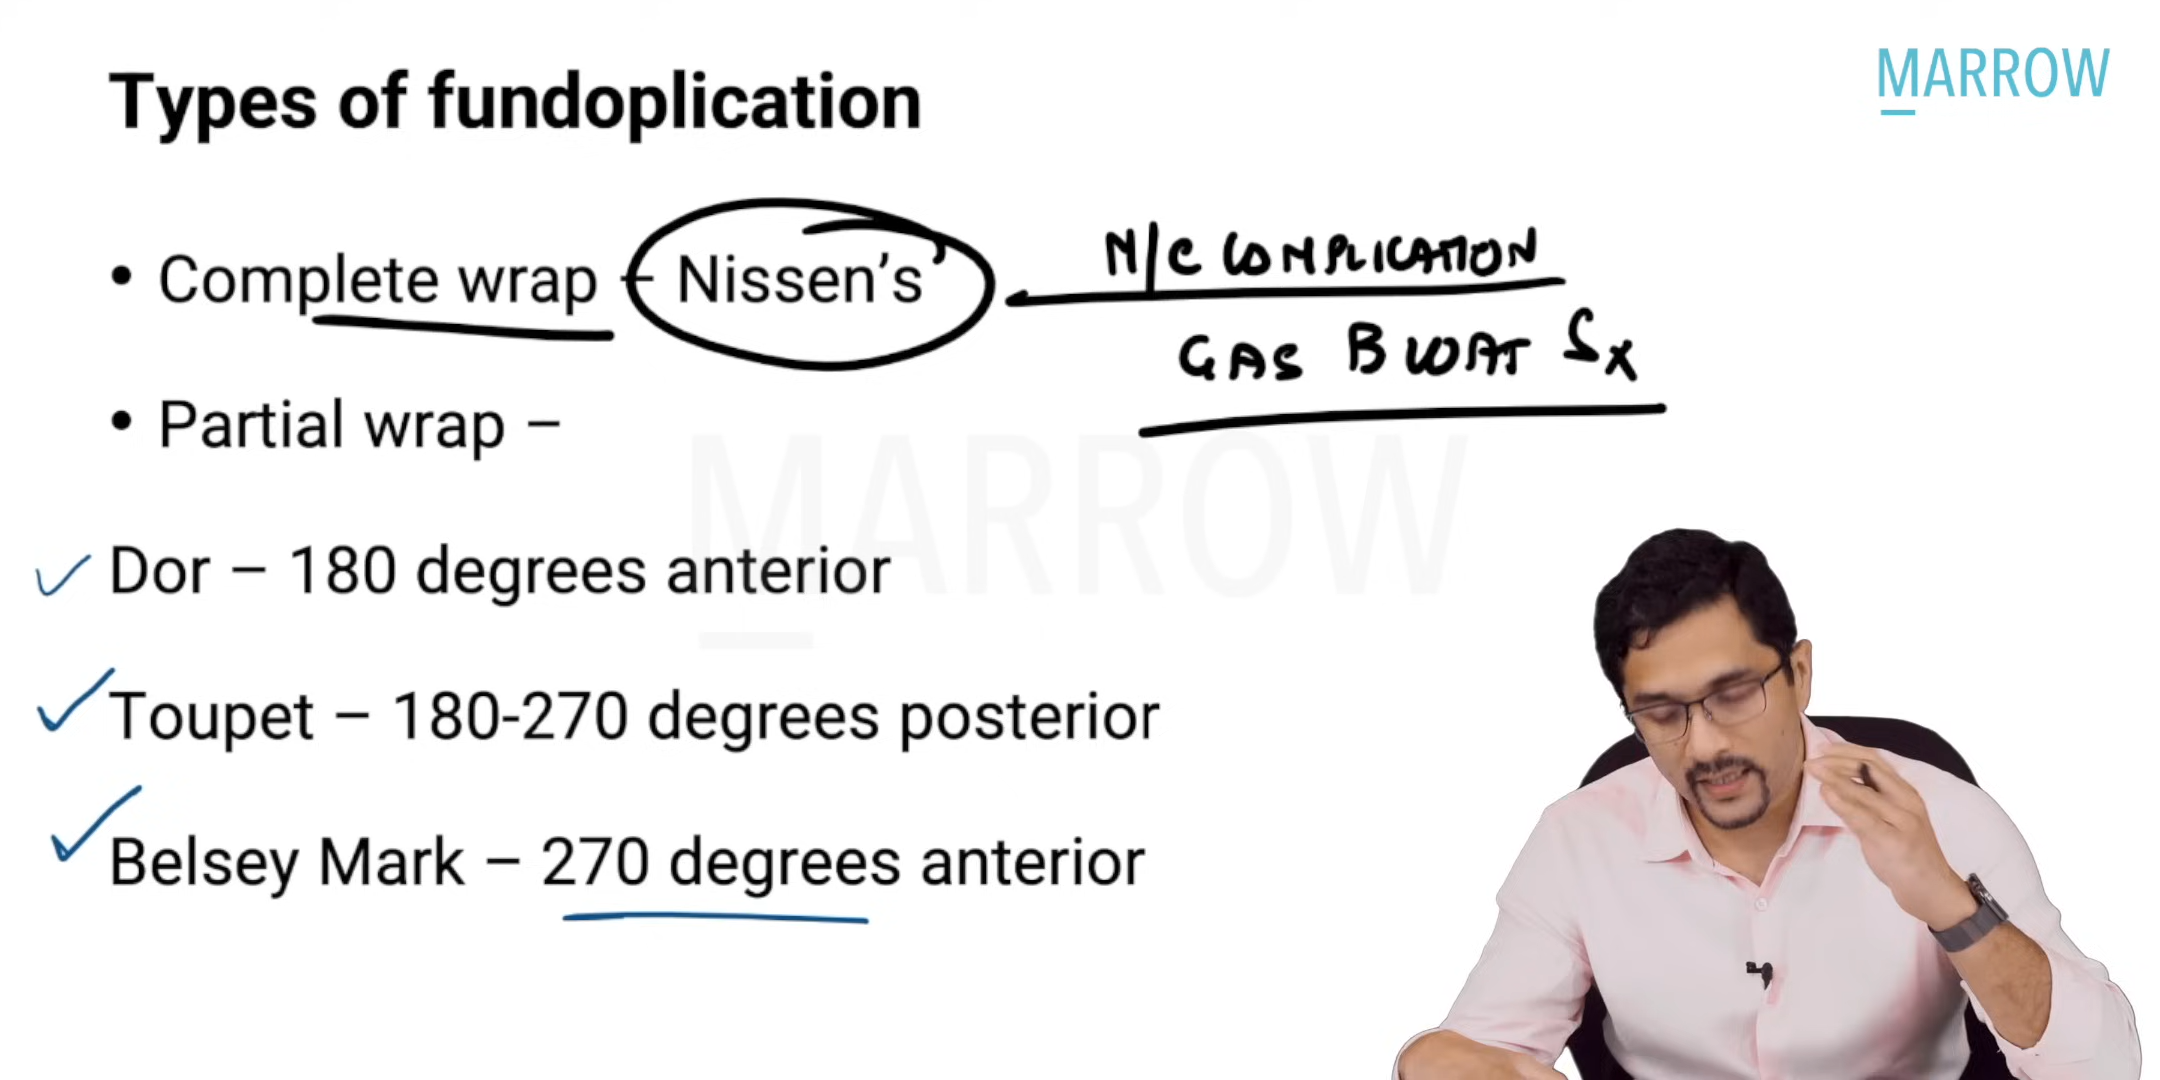 MARROW
Types of fundoplication
• Complete wrap – Nissen's
M/C COMPLICATION
GAS BLOAT Sx
• Partial wrap –
MARROW
Dor – 180 degrees anterior
Toupet – 180-270 degrees posterior
Belsey Mark – 270 degrees anterior